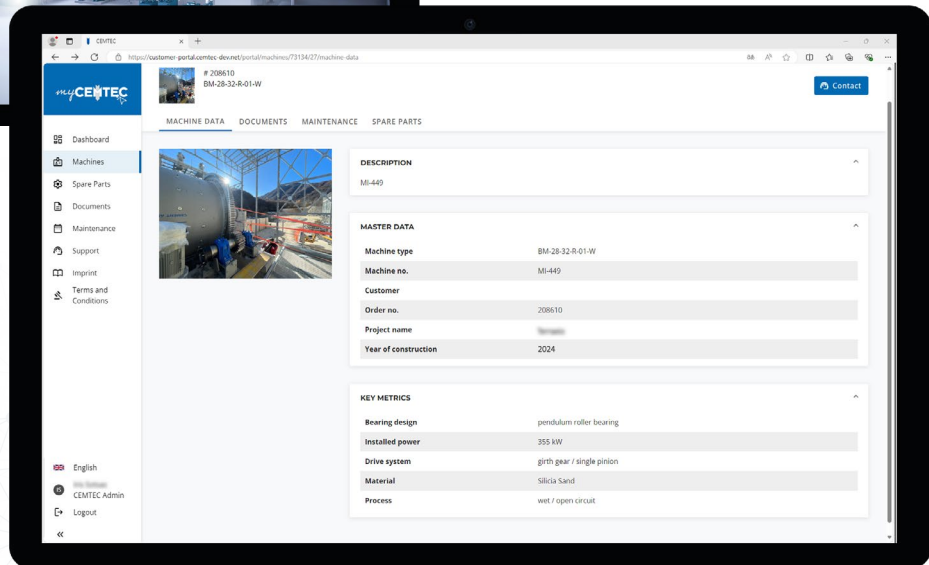 CEMTEC
https://customer-portal.cemtec-dev.net/portal/machines/73134/27/machine-data
myCEMTEC
# 208610
BM-28-32-R-01-W
Contact
MACHINE DATA DOCUMENTS MAINTENANCE SPARE PARTS
Dashboard
Machines
Spare Parts
Documents
Maintenance
Support
Imprint
Terms and
Conditions
English
CEMTEC Admin
Logout
DESCRIPTION
MI-449
MASTER DATA
Machine type BM-28-32-R-01-W
Machine no. MI-449
Customer
Order no. 208610
Project name
Year of construction 2024
KEY METRICS
Bearing design pendulum roller bearing
Installed power 355 kW
Drive system girth gear / single pinion
Material Silicia Sand
Process wet / open circuit